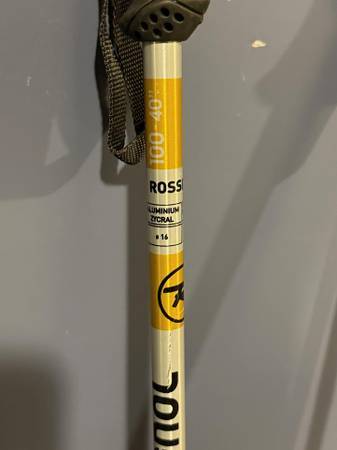 100 - 40"
ROSSI
ALUMINIUM
ZYCRAL
ø 16